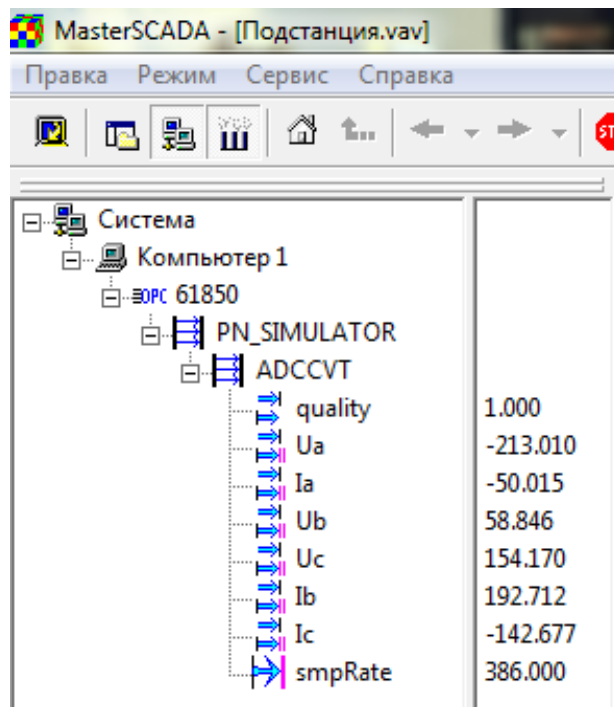 MasterSCADA - [Подстанция.vav]
Правка Режим Сервис Справка
Система
Компьютер 1
OPC 61850
PN_SIMULATOR
ADCCVT
quality 1.000
Ua -213.010
Ia -50.015
Ub 58.846
Uc 154.170
Ib 192.712
Ic -142.677
smpRate 386.000